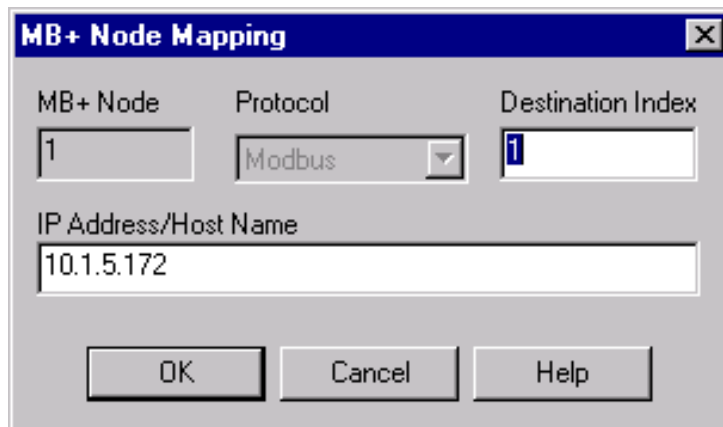 MB+ Node Mapping
MB+ Node Protocol Destination Index
1 Modbus 1
IP Address/Host Name
10.1.5.172
OK Cancel Help